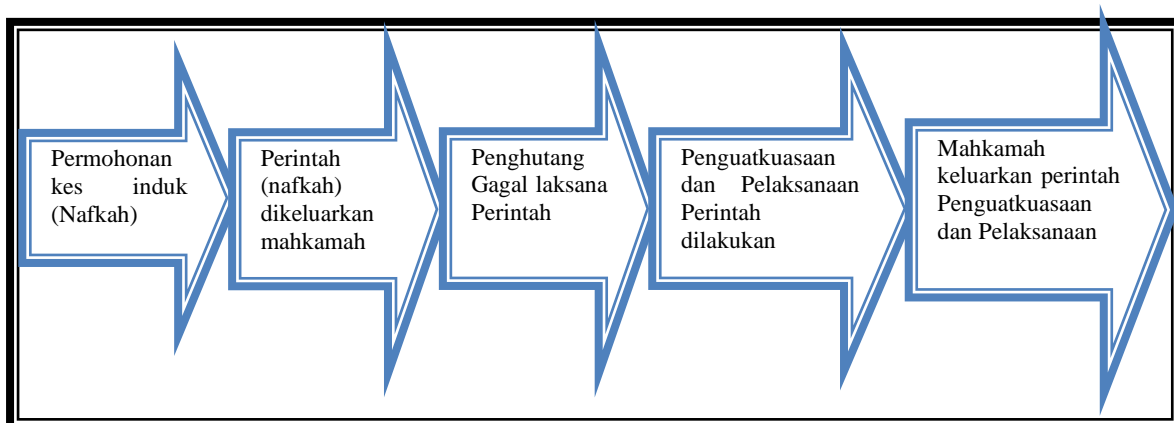 Permohonan
kes induk
(Nafkah)
Perintah
(nafkah)
dikeluarkan
mahkamah
Penghutang
Gagal laksana
Perintah
Penguatkuasaan
dan Pelaksanaan
Perintah
dilakukan
Mahkamah
keluarkan perintah
Penguatkuasaan
dan Pelaksanaan